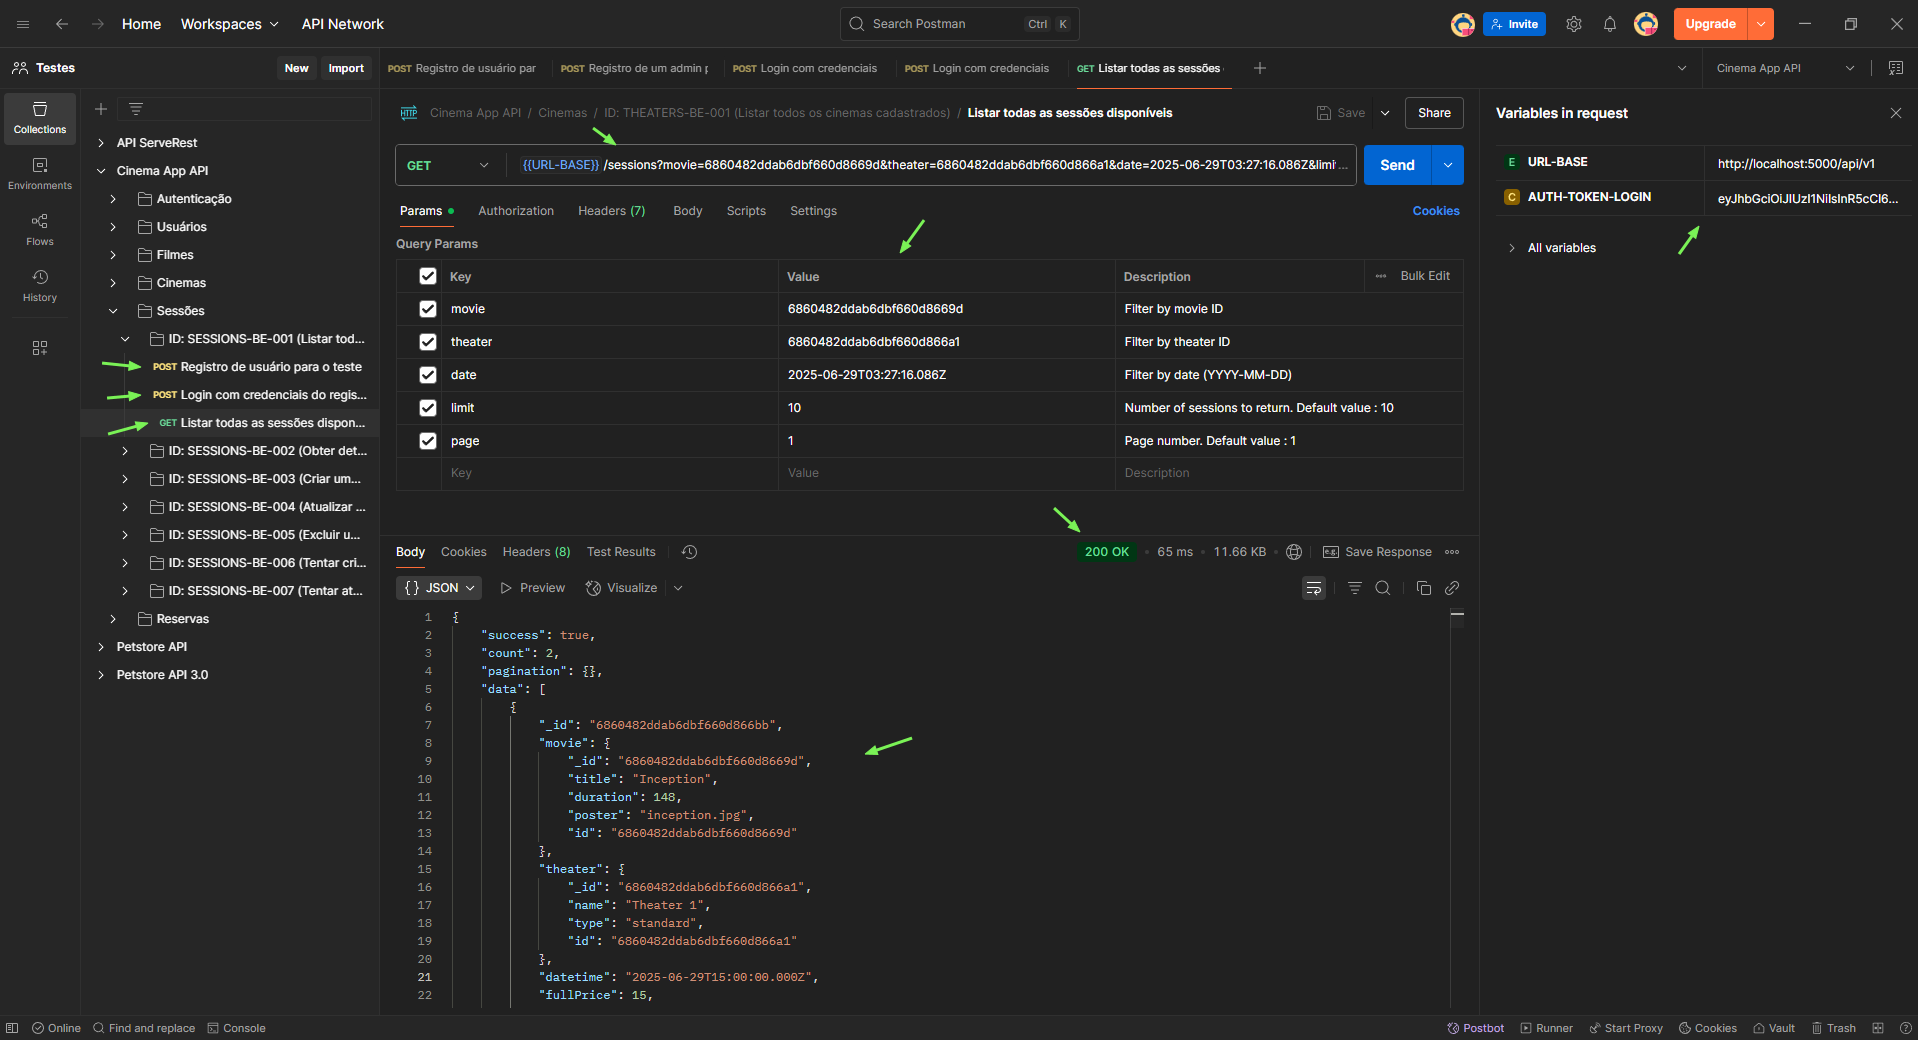 Home Workspaces API Network Search Postman Ctrl K Invite Upgrade
Testes New Import POST Registro de usuário par POST Registro de um admin p POST Login com credenciais POST Login com credenciais GET Listar todas as sessões Cinema App API
Collections
Environments
Flows
History
API ServeRest
Cinema App API
Autenticação
Usuários
Filmes
Cinemas
Sessões
ID: SESSIONS-BE-001 (Listar tod...
POST Registro de usuário para o teste
POST Login com credenciais do regis...
GET Listar todas as sessões dispon...
ID: SESSIONS-BE-002 (Obter det...
ID: SESSIONS-BE-003 (Criar um...
ID: SESSIONS-BE-004 (Atualizar ...
ID: SESSIONS-BE-005 (Excluir u...
ID: SESSIONS-BE-006 (Tentar cri...
ID: SESSIONS-BE-007 (Tentar at...
Reservas
Petstore API
Petstore API 3.0
HTTP Cinema App API / Cinemas / ID: THEATERS-BE-001 (Listar todos os cinemas cadastrados) / Listar todas as sessões disponíveis Save Share
GET {{URL-BASE}} /sessions?movie=6860482ddab6dbf660d8669d&theater=6860482ddab6dbf660d866a1&date=2025-06-29T03:27:16.086Z&limi... Send
Params Authorization Headers (7) Body Scripts Settings Cookies
Query Params
Key Value Description Bulk Edit
movie 6860482ddab6dbf660d8669d Filter by movie ID
theater 6860482ddab6dbf660d866a1 Filter by theater ID
date 2025-06-29T03:27:16.086Z Filter by date (YYYY-MM-DD)
limit 10 Number of sessions to return. Default value : 10
page 1 Page number. Default value : 1
Key Value Description
Body Cookies Headers (8) Test Results 200 OK 65 ms 11.66 KB e.g. Save Response
{} JSON Preview Visualize
1 {
2 "success": true,
3 "count": 2,
4 "pagination": {},
5 "data": [
6 {
7 "_id": "6860482ddab6dbf660d866bb",
8 "movie": {
9 "_id": "6860482ddab6dbf660d8669d",
10 "title": "Inception",
11 "duration": 148,
12 "poster": "inception.jpg",
13 "id": "6860482ddab6dbf660d8669d"
14 },
15 "theater": {
16 "_id": "6860482ddab6dbf660d866a1",
17 "name": "Theater 1",
18 "type": "standard",
19 "id": "6860482ddab6dbf660d866a1"
20 },
21 "datetime": "2025-06-29T15:00:00.000Z",
22 "fullPrice": 15,
Variables in request
E URL-BASE http://localhost:5000/api/v1
C AUTH-TOKEN-LOGIN eyJhbGciOiJIUzI1NiIsInR5cCI6...
All variables
Online Find and replace Console Postbot Runner Start Proxy Cookies Vault Trash